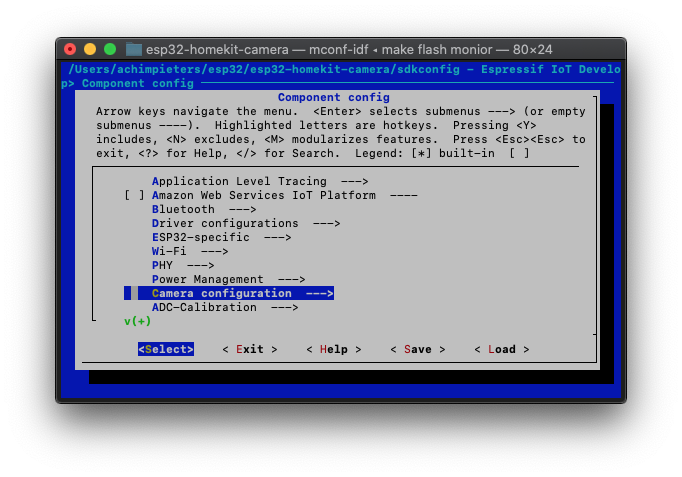 esp32-homekit-camera — mconf-idf ◂ make flash monior — 80×24
/Users/achimpieters/esp32/esp32-homekit-camera/sdkconfig - Espressif IoT Develo
p> Component config
Component config
Arrow keys navigate the menu.  <Enter> selects submenus ---> (or empty
submenus ----).  Highlighted letters are hotkeys.  Pressing <Y>
includes, <N> excludes, <M> modularizes features.  Press <Esc><Esc> to
exit, <?> for Help, </> for Search.  Legend: [*] built-in  [ ]
Application Level Tracing  --->
[ ] Amazon Web Services IoT Platform  ----
Bluetooth  --->
Driver configurations  --->
ESP32-specific  --->
Wi-Fi  --->
PHY  --->
Power Management  --->
Camera configuration  --->
ADC-Calibration  --->
v(+)
<Select>    < Exit >    < Help >    < Save >    < Load >